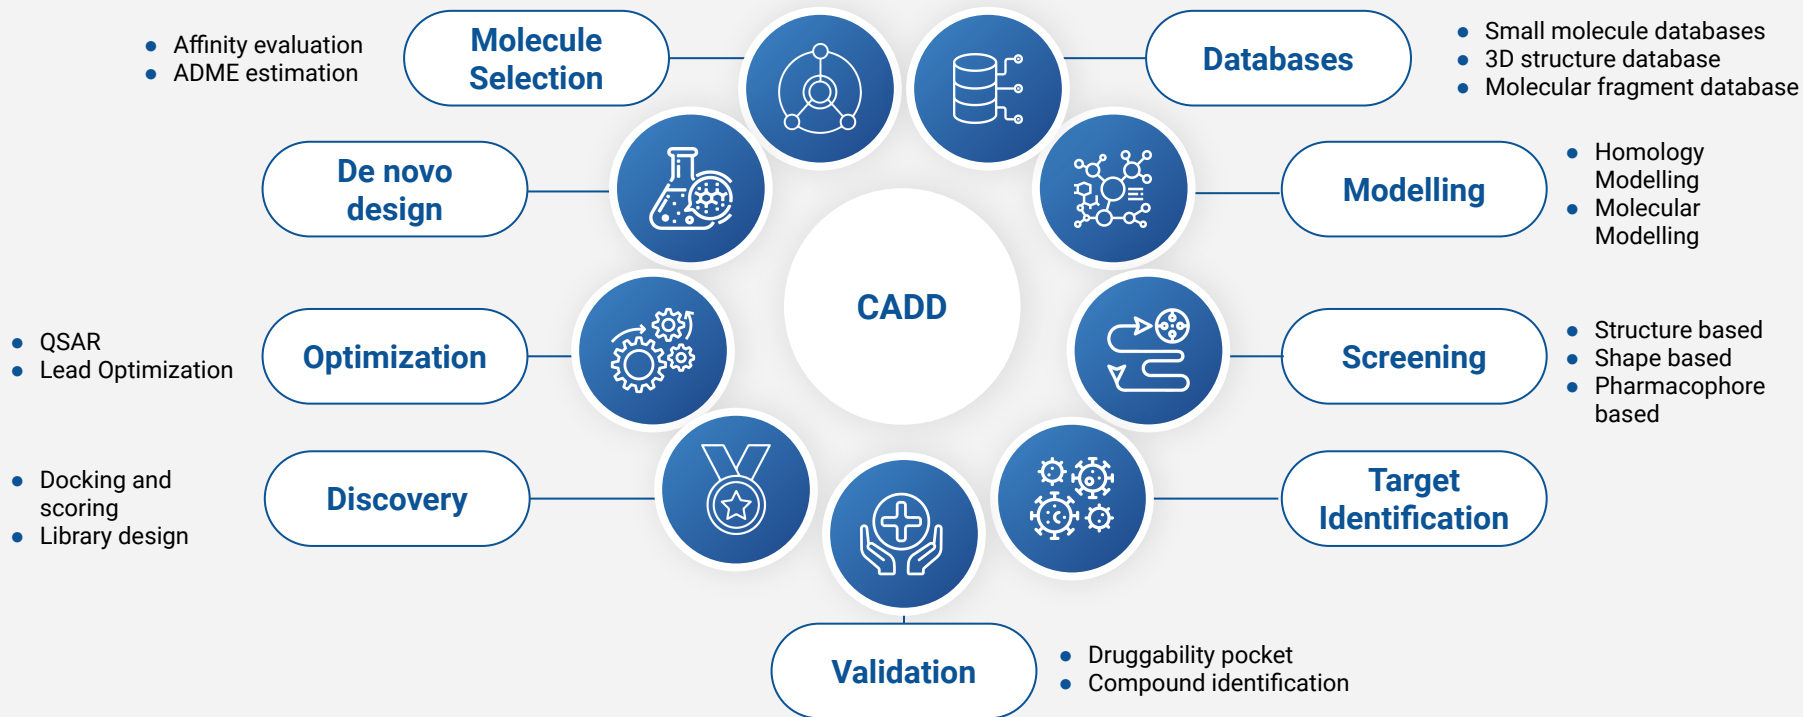 Molecule
Selection
• Affinity evaluation
• ADME estimation
Databases
• Small molecule databases
• 3D structure database
• Molecular fragment database
De novo
design
Modelling
• Homology
Modelling
• Molecular
Modelling
CADD
Optimization
• QSAR
• Lead Optimization
Screening
• Structure based
• Shape based
• Pharmacophore
based
Discovery
• Docking and
scoring
• Library design
Target
Identification
Validation
• Druggability pocket
• Compound identification